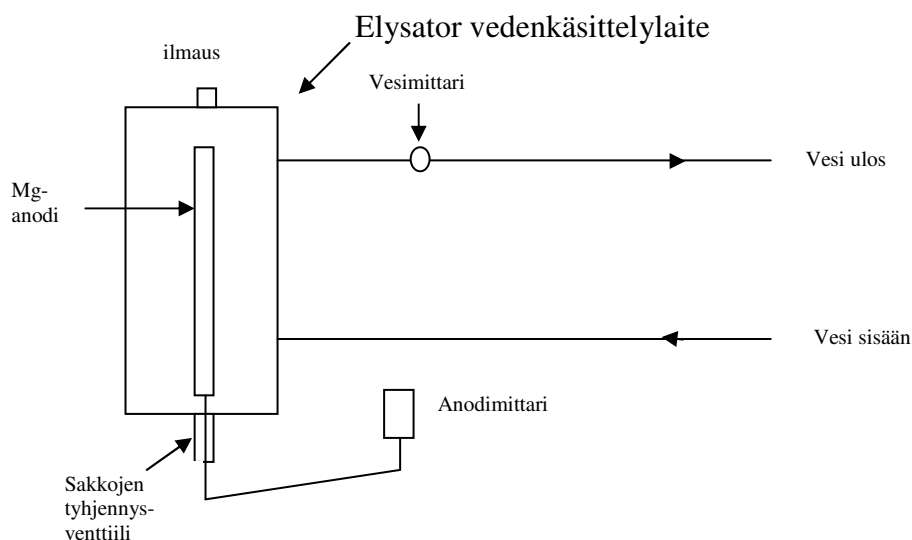 Elysator vedenkäsittelylaite
ilmaus
Vesimittari
Vesi ulos
Mg-
anodi
Vesi sisään
Anodimittari
Sakkojen
tyhjennys-
venttiili